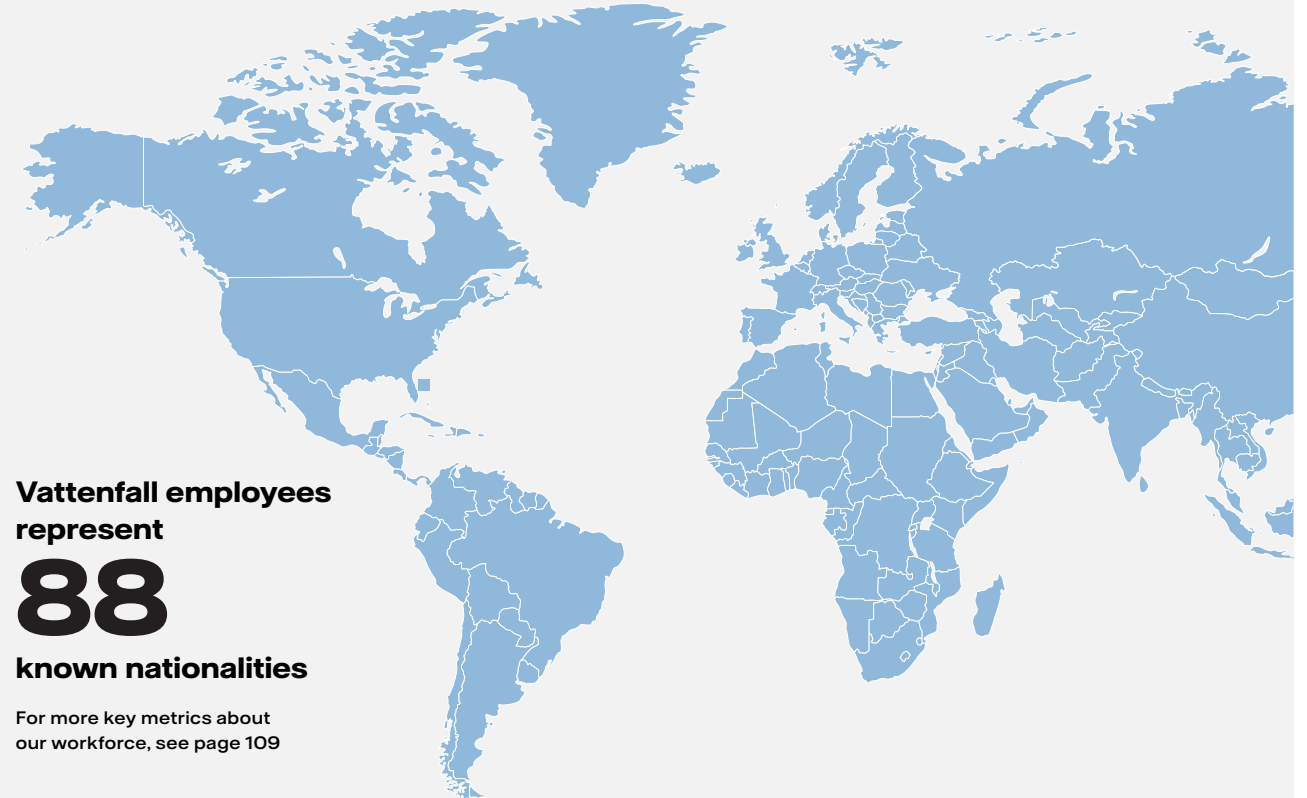 Vattenfall employees
represent
88
known nationalities
For more key metrics about
our workforce, see page 109